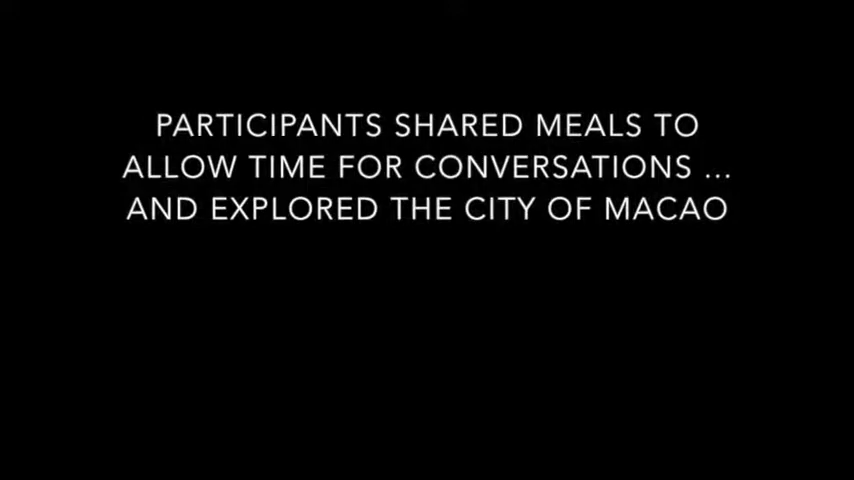 PARTICIPANTS SHARED MEALS TO
ALLOW TIME FOR CONVERSATIONS ...
AND EXPLORED THE CITY OF MACAO